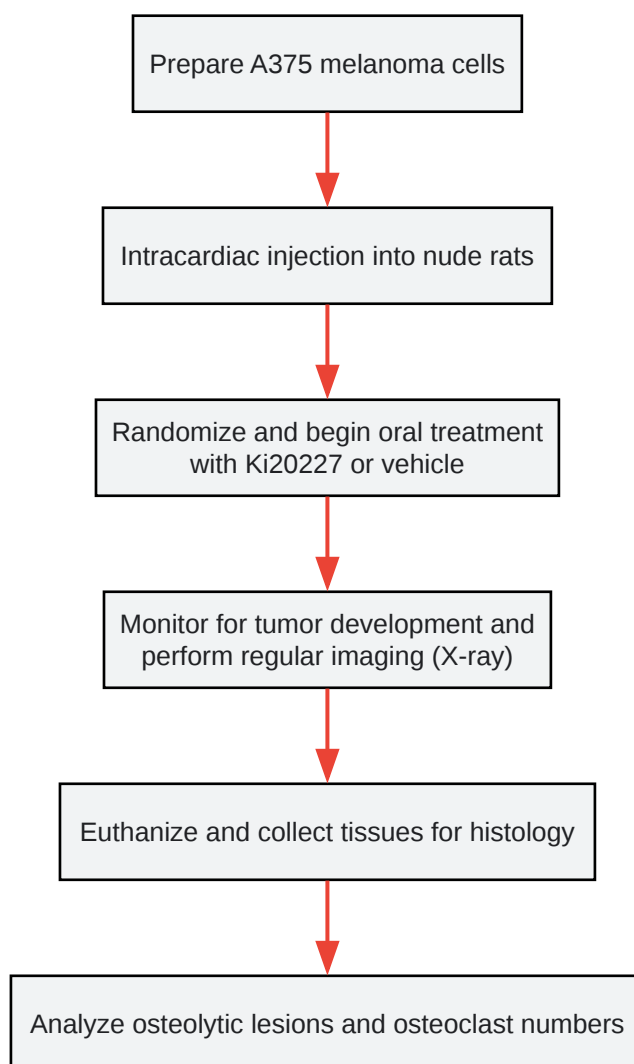 Prepare A375 melanoma cells
Intracardiac injection into nude rats
Randomize and begin oral treatment
with Ki20227 or vehicle
Monitor for tumor development and
perform regular imaging (X-ray)
Euthanize and collect tissues for histology
Analyze osteolytic lesions and osteoclast numbers